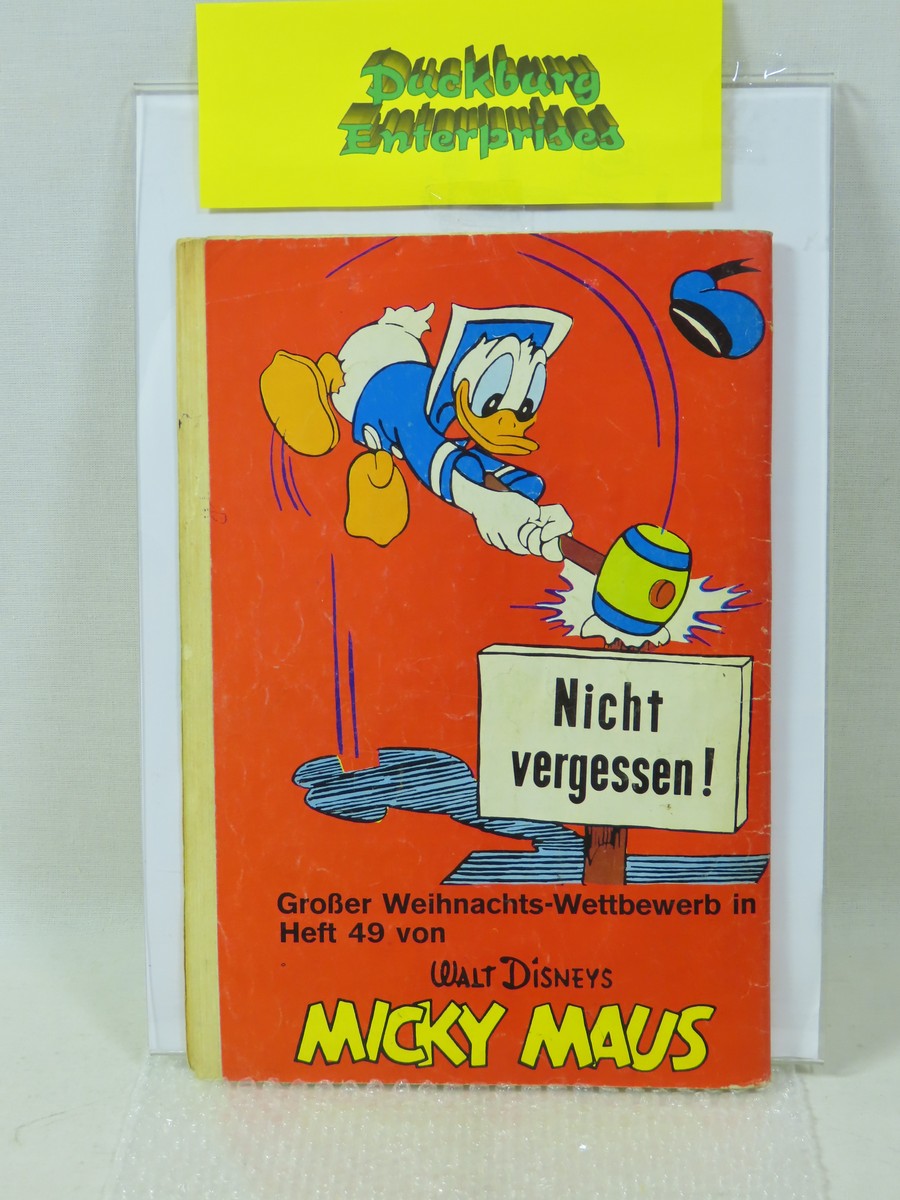 Duckburg
Enterprises
Nicht
vergessen!
Großer Weihnachts-Wettbewerb in
Heft 49 von
WALT DISNEYS
MICKY MAUS